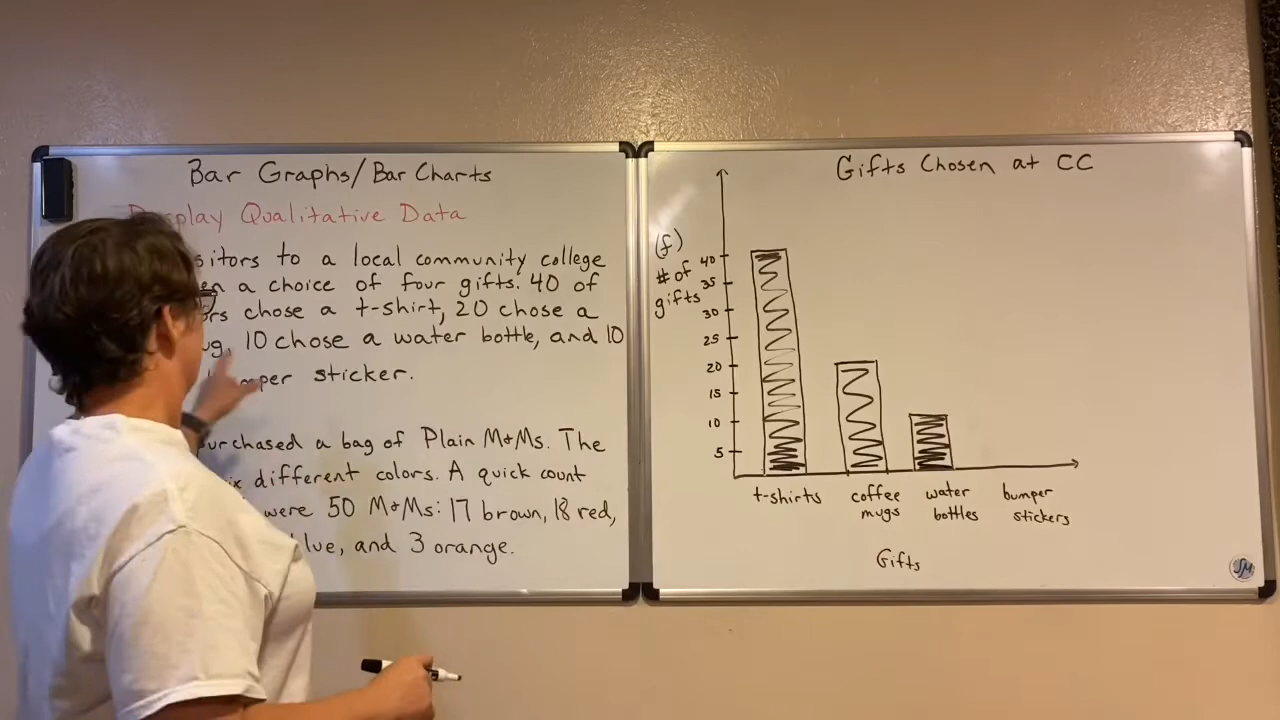 Bar Graphs/Bar Charts
Display Qualitative Data
to a local community college
a choice of four gifts. 40 of
chose a t-shirt, 20 chose a
10 chose a water bottle, and 10
sticker.
purchased a bag of Plain M&Ms. The
different colors. A quick count
were 50 M&Ms: 17 brown, 18 red,
and 3 orange.
Gifts Chosen at CC
(f)
# of
gifts
40
35
30
25
20
15
10
5
t-shirts
coffee
mugs
water
bottles
bumper
stickers
Gifts
SM